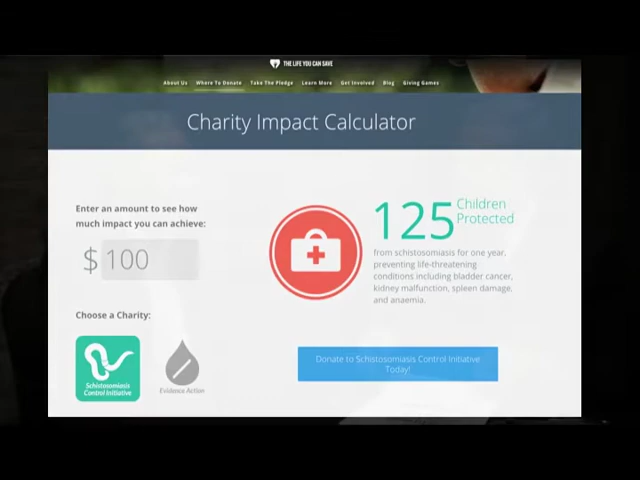 THE LIFE YOU CAN SAVE
About Us Where To Donate Take The Pledge Learn More Get Involved Blog Giving Games
Charity Impact Calculator
Enter an amount to see how
much impact you can achieve:
$ 100
Choose a Charity:
Schistosomiasis
Control Initiative
Evidence Action
125 Children
Protected
from schistosomiasis for one year,
preventing life-threatening
conditions including bladder cancer,
kidney malfunction, spleen damage,
and anaemia.
Donate to Schistosomiasis Control Initiative
Today!